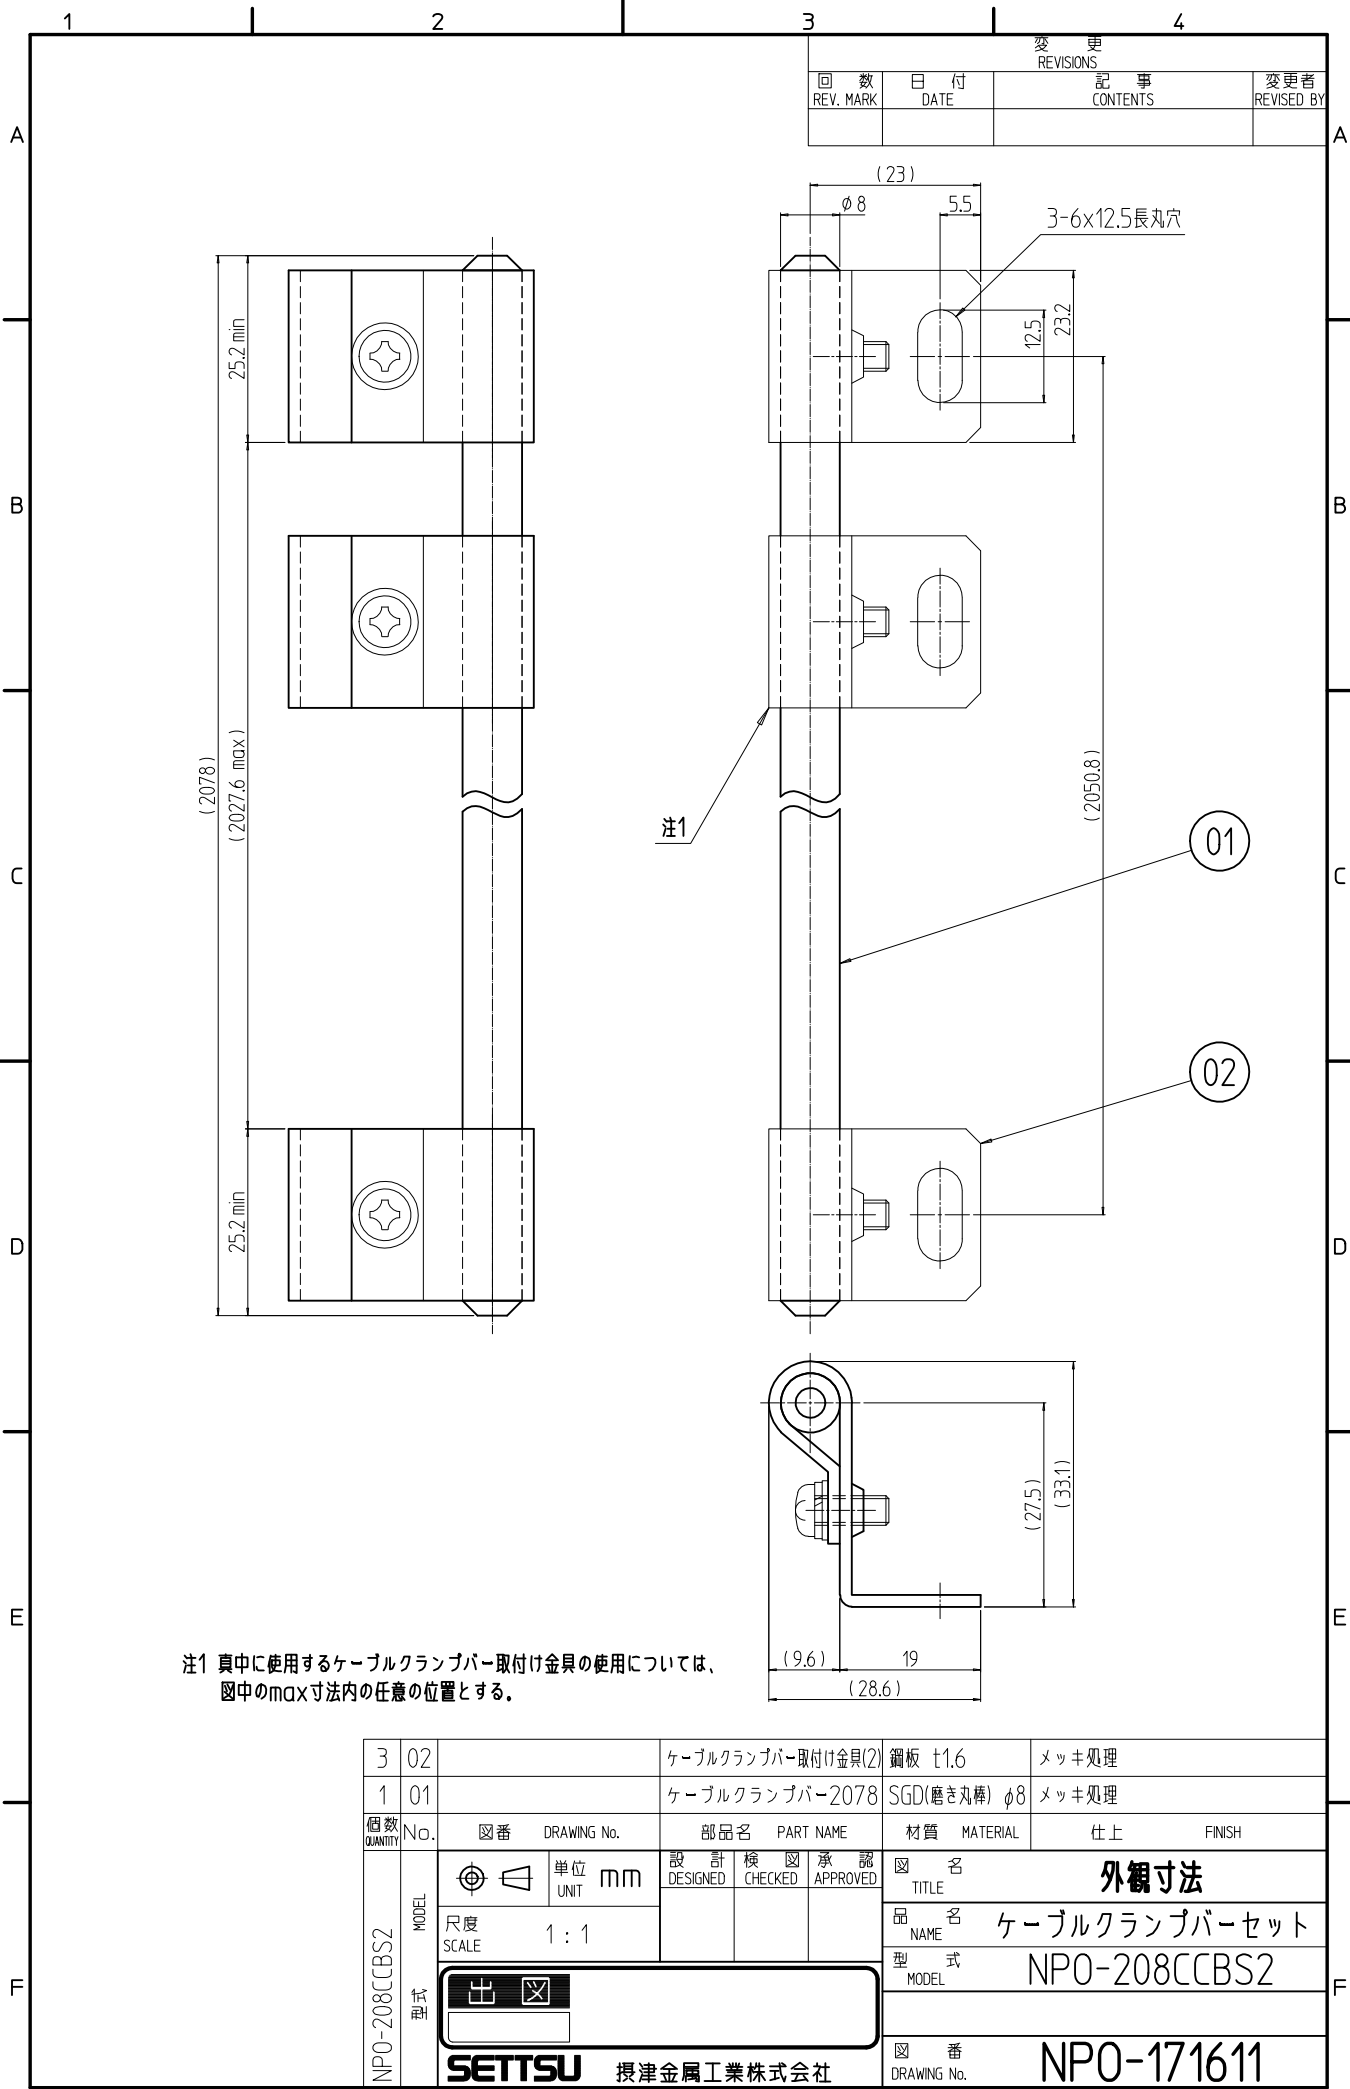 1 2 3 4
変更
REVISIONS
回数 日付 記事 変更者
REV. MARK DATE CONTENTS REVISED BY
A A
(23)
φ8 5.5
3-6x12.5長丸穴
25.2 min
12.5
23.2
B B
(2078)
(2027.6 max)
(2050.8)
注1
01
C C
02
25.2 min
D D
(27.5)
(33.1)
E E
(9.6) 19
(28.6)
注1 真中に使用するケーブルクランプバー取付け金具の使用については、
図中のmax寸法内の任意の位置とする。
3 02 ケーブルクランプバー取付け金具(2) 鋼板 t1.6 メッキ処理
1 01 ケーブルクランプバー2078 SGD(磨き丸棒) φ8 メッキ処理
個数 No. 図番 DRAWING No. 部品名 PART NAME 材質 MATERIAL 仕上 FINISH
QUANTITY
NPO-208CCBS2
型式 MODEL
単位 mm
UNIT
設計 検図 承認
DESIGNED CHECKED APPROVED
尺度
SCALE 1 : 1
図名 外観寸法
TITLE
品名 ケーブルクランプバーセット
NAME
型式 NPO-208CCBS2
MODEL
F F
出図
図番 NPO-171611
DRAWING No.
SETTSU 摂津金属工業株式会社